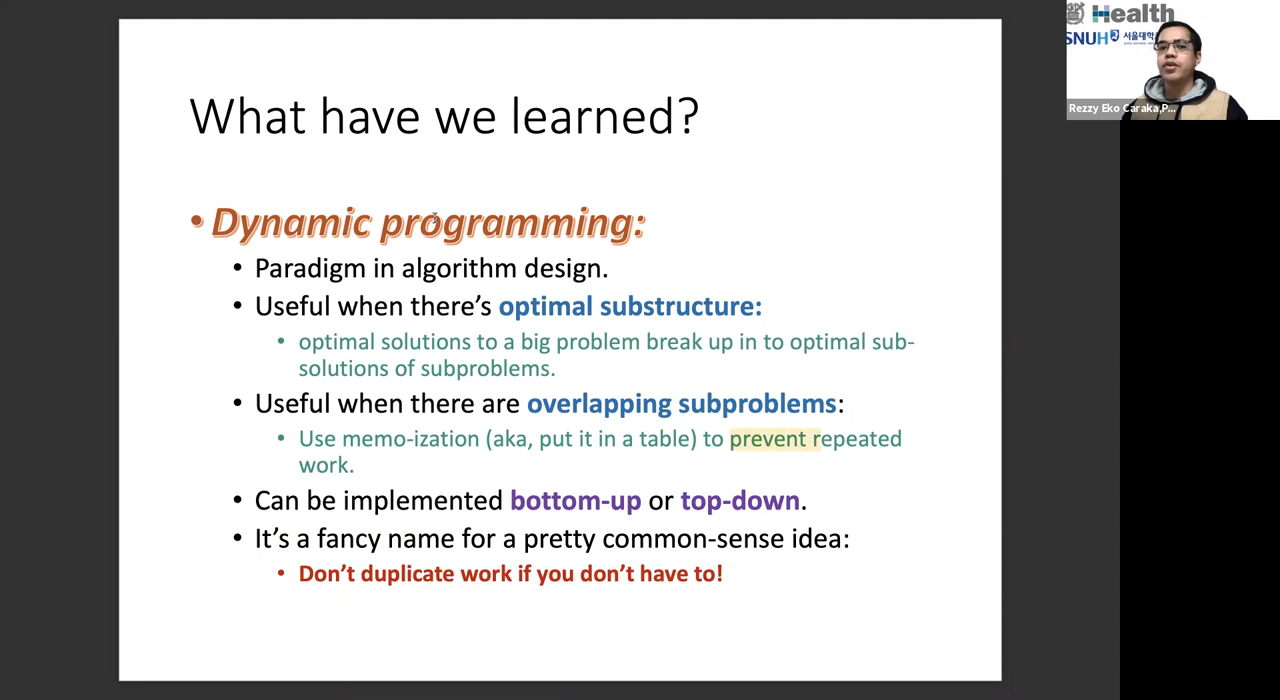 What have we learned?
• Dynamic programming:
• Paradigm in algorithm design.
• Useful when there's optimal substructure:
• optimal solutions to a big problem break up in to optimal sub-
solutions of subproblems.
• Useful when there are overlapping subproblems:
• Use memo-ization (aka, put it in a table) to prevent repeated
work.
• Can be implemented bottom-up or top-down.
• It's a fancy name for a pretty common-sense idea:
• Don't duplicate work if you don't have to!
Health
SNUH 서울대학
Rezzy Eko Caraka,P...